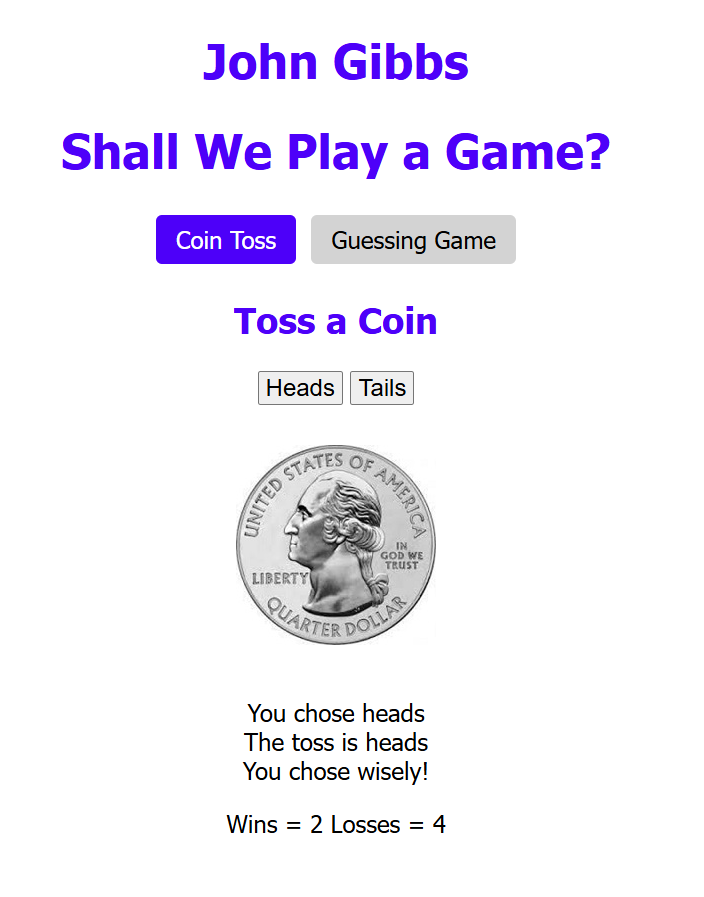 John Gibbs
Shall We Play a Game?
Coin Toss
Guessing Game
Toss a Coin
Heads
Tails
UNITED STATES OF AMERICA
IN
GOD WE
TRUST
LIBERTY
QUARTER DOLLAR
You chose heads
The toss is heads
You chose wisely!
Wins = 2 Losses = 4